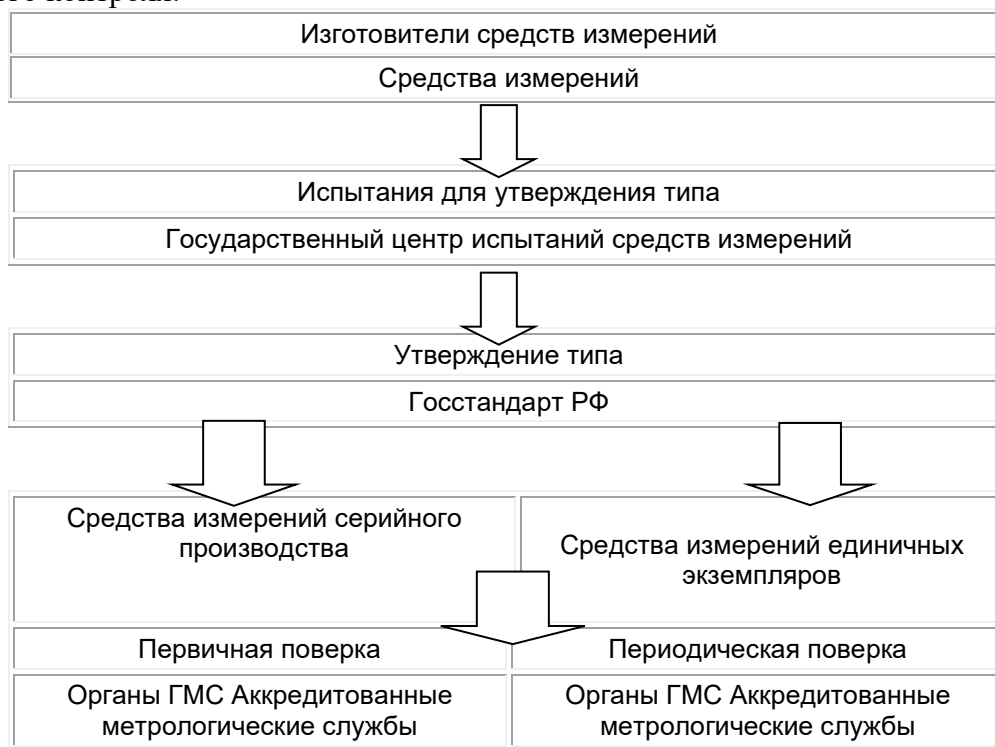 Изготовители средств измерений
Средства измерений
Испытания для утверждения типа
Государственный центр испытаний средств измерений
Утверждение типа
Госстандарт РФ
Средства измерений серийного
производства
Средства измерений единичных
экземпляров
Первичная поверка
Периодическая поверка
Органы ГМС Аккредитованные
метрологические службы
Органы ГМС Аккредитованные
метрологические службы